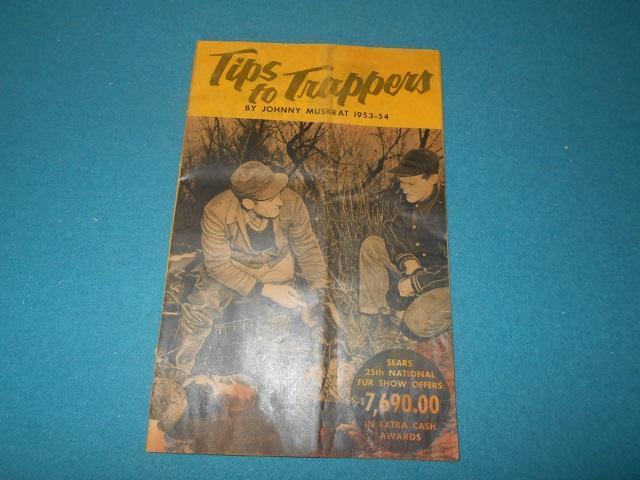 Tips
to Trappers
BY JOHNNY MUSKRAT 1953-54
SEARS
25th NATIONAL
FUR SHOW OFFERS
$7,690.00
IN EXTRA CASH
AWARDS